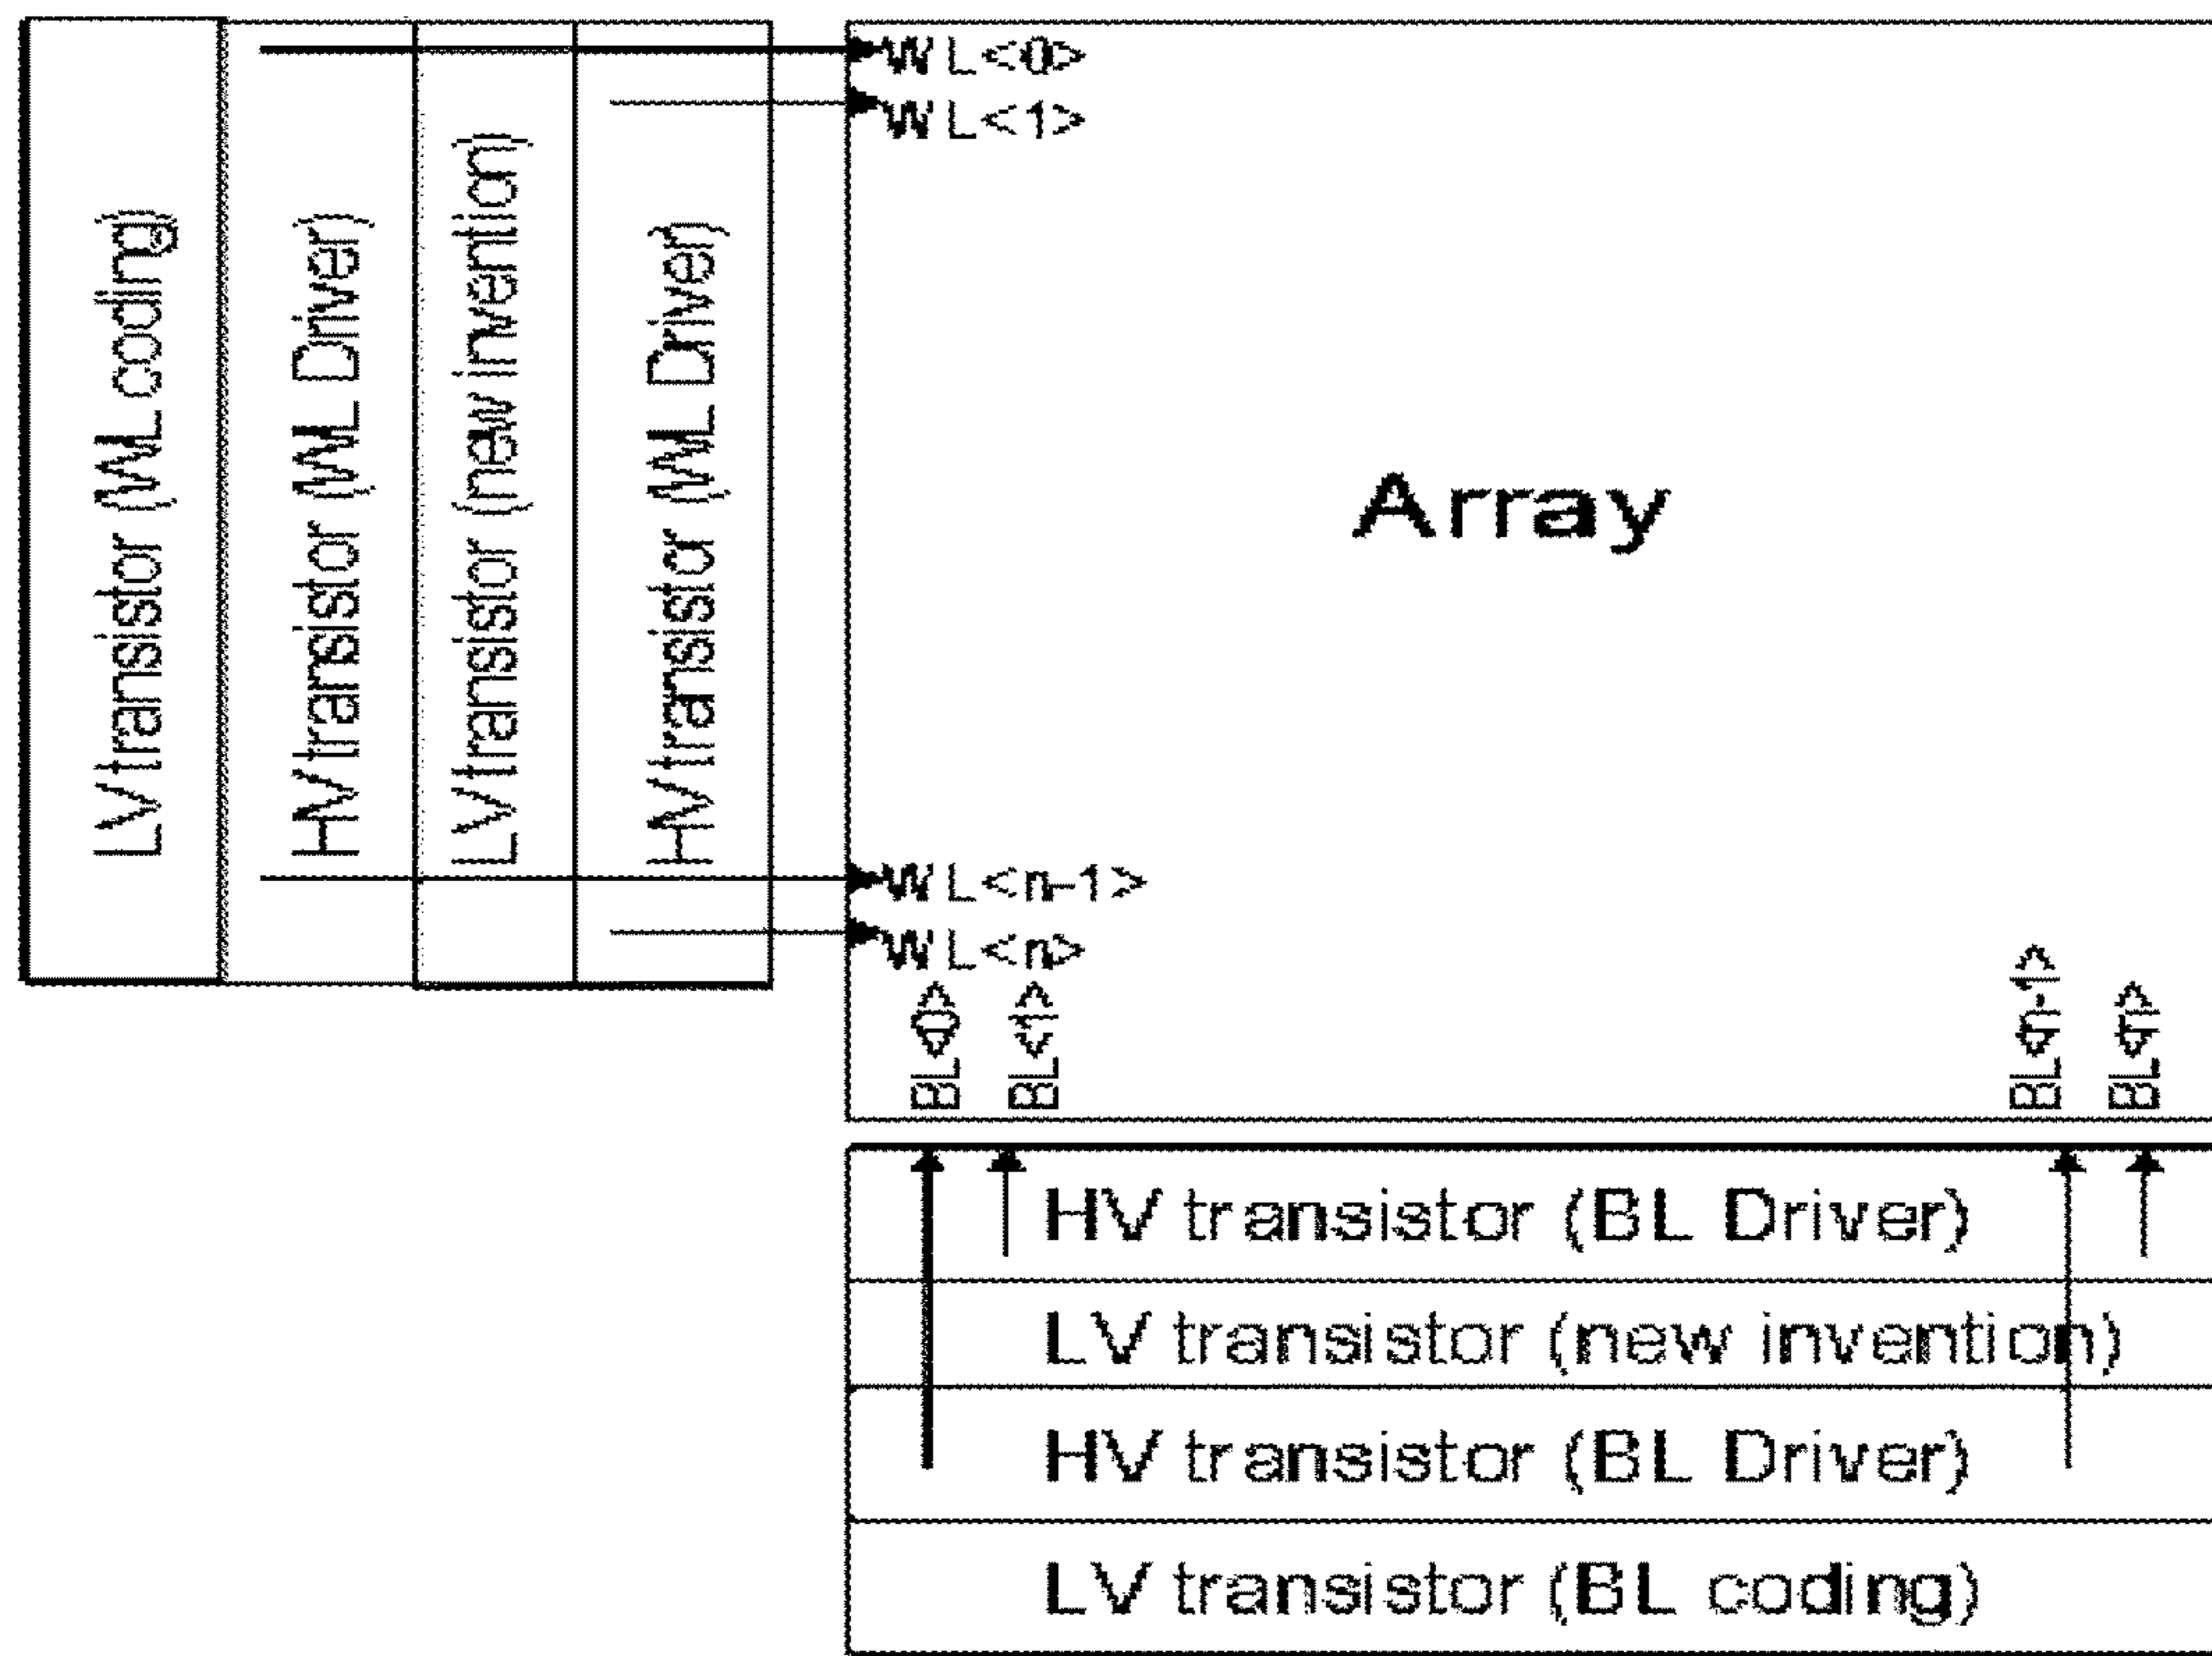 LV transistor (WL coding)
HV transistor (WL Driver)
LV transistor (new invention)
HV transistor (WL Driver)
WL<0>
WL<1>
Array
WL<n-1>
WL<n>
BL<0>
BL<1>
BL<n-1>
BL<n>
HV transistor (BL Driver)
LV transistor (new invention)
HV transistor (BL Driver)
LV transistor (BL coding)